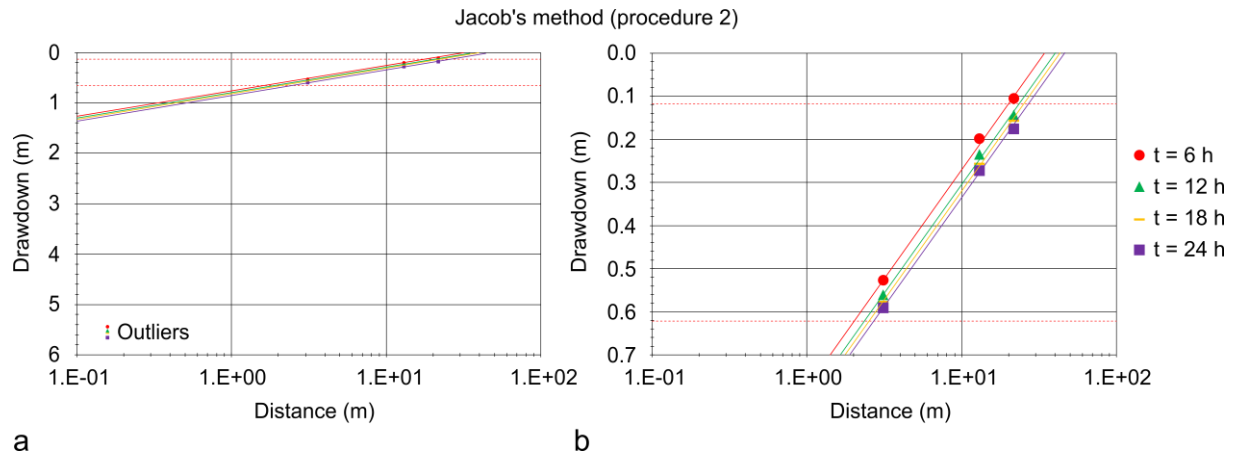 Jacob's method (procedure 2)
Drawdown (m)
0
1
2
3
4
5
6
Outliers
1.E-01
1.E+00
1.E+01
1.E+02
Distance (m)
a
Drawdown (m)
0.0
0.1
0.2
0.3
0.4
0.5
0.6
0.7
1.E-01
1.E+00
1.E+01
1.E+02
Distance (m)
b
t = 6 h
t = 12 h
t = 18 h
t = 24 h